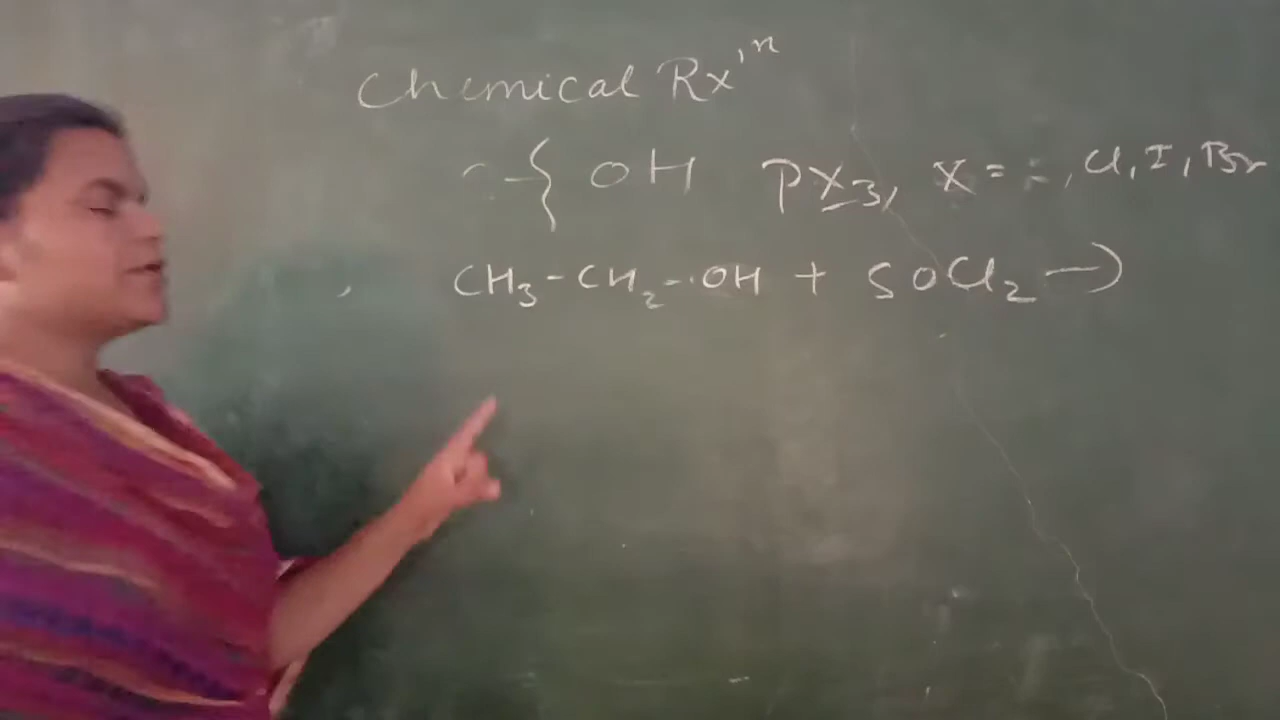 Chemical Rx'n
-{ OH PX3, X = , Cl, I, Br
CH3-CH2-OH + SOCl2 →